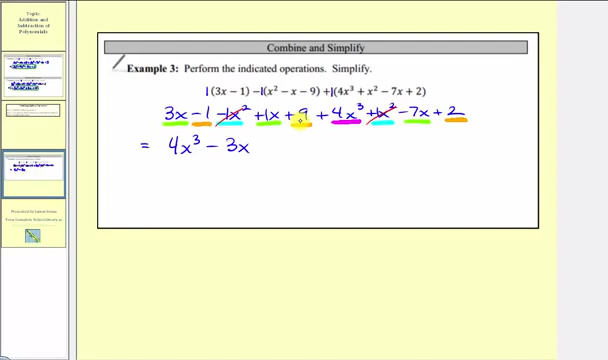 Topic:
Addition and
Subtraction of
Polynomials
Combine and Simplify
Example 3: Perform the indicated operations. Simplify.
1(3x − 1) −1(x² − x − 9) +1(4x³ + x² − 7x + 2)
3x −1 −1x² +1x + 9 + 4x³ +1x² − 7x + 2
= 4x³ − 3x